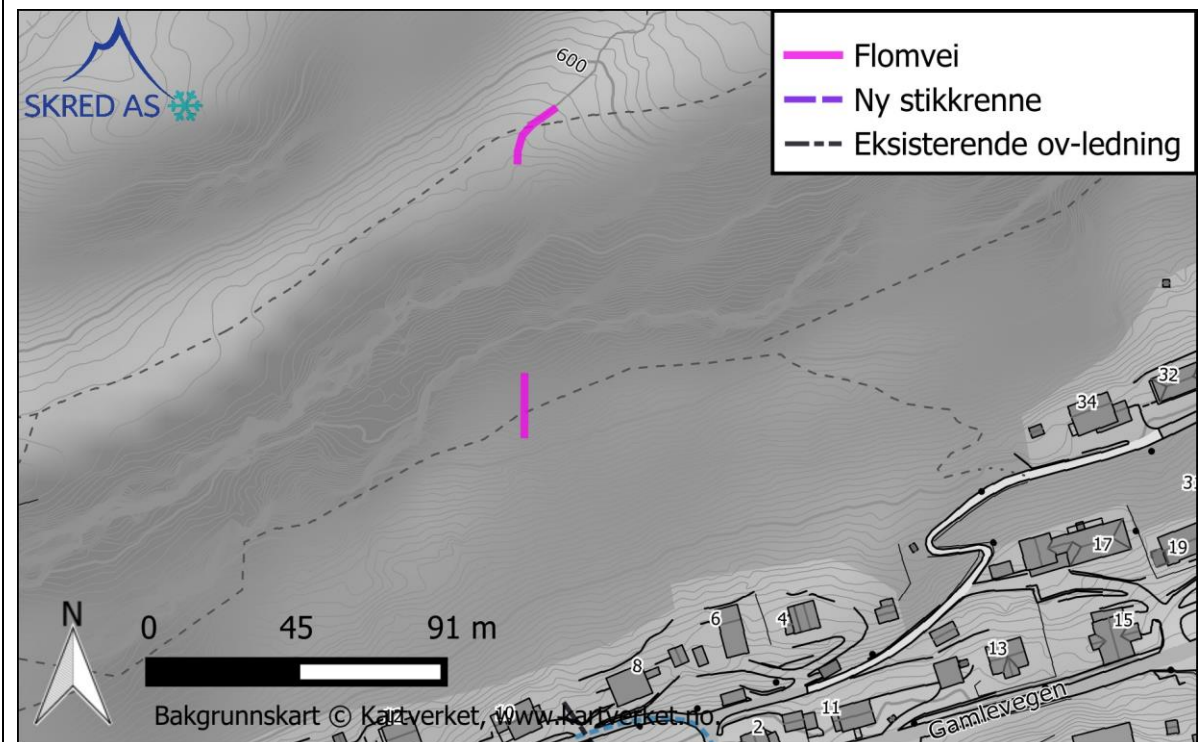 600
SKRED AS
Flomvei
Ny stikkrenne
Eksisterende ov-ledning
32
34
17
19
6
4
15
13
8
10
11
2
Gamlevegen
N
0 45 91 m
Bakgrunnskart © Kartverket, www.kartverket.no.